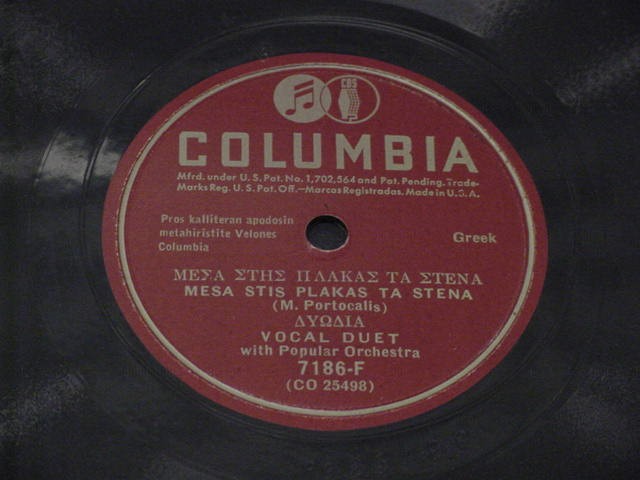 CBS
COLUMBIA
Mfrd. under U.S. Pat. No. 1,702,564 and Pat. Pending. Trade-
Marks Reg. U.S. Pat. Off.—Marcas Registradas. Made in U.S.A.
Pros kalliteran apodosin
metahiristite Velones
Columbia
Greek
ΜΕΣΑ ΣΤΗΣ ΠΛΑΚΑΣ ΤΑ ΣΤΕΝΑ
MESA STIS PLAKAS TA STENA
(M. Portocalis)
ΔΥΩΔΙΑ
VOCAL DUET
with Popular Orchestra
7186-F
(CO 25498)